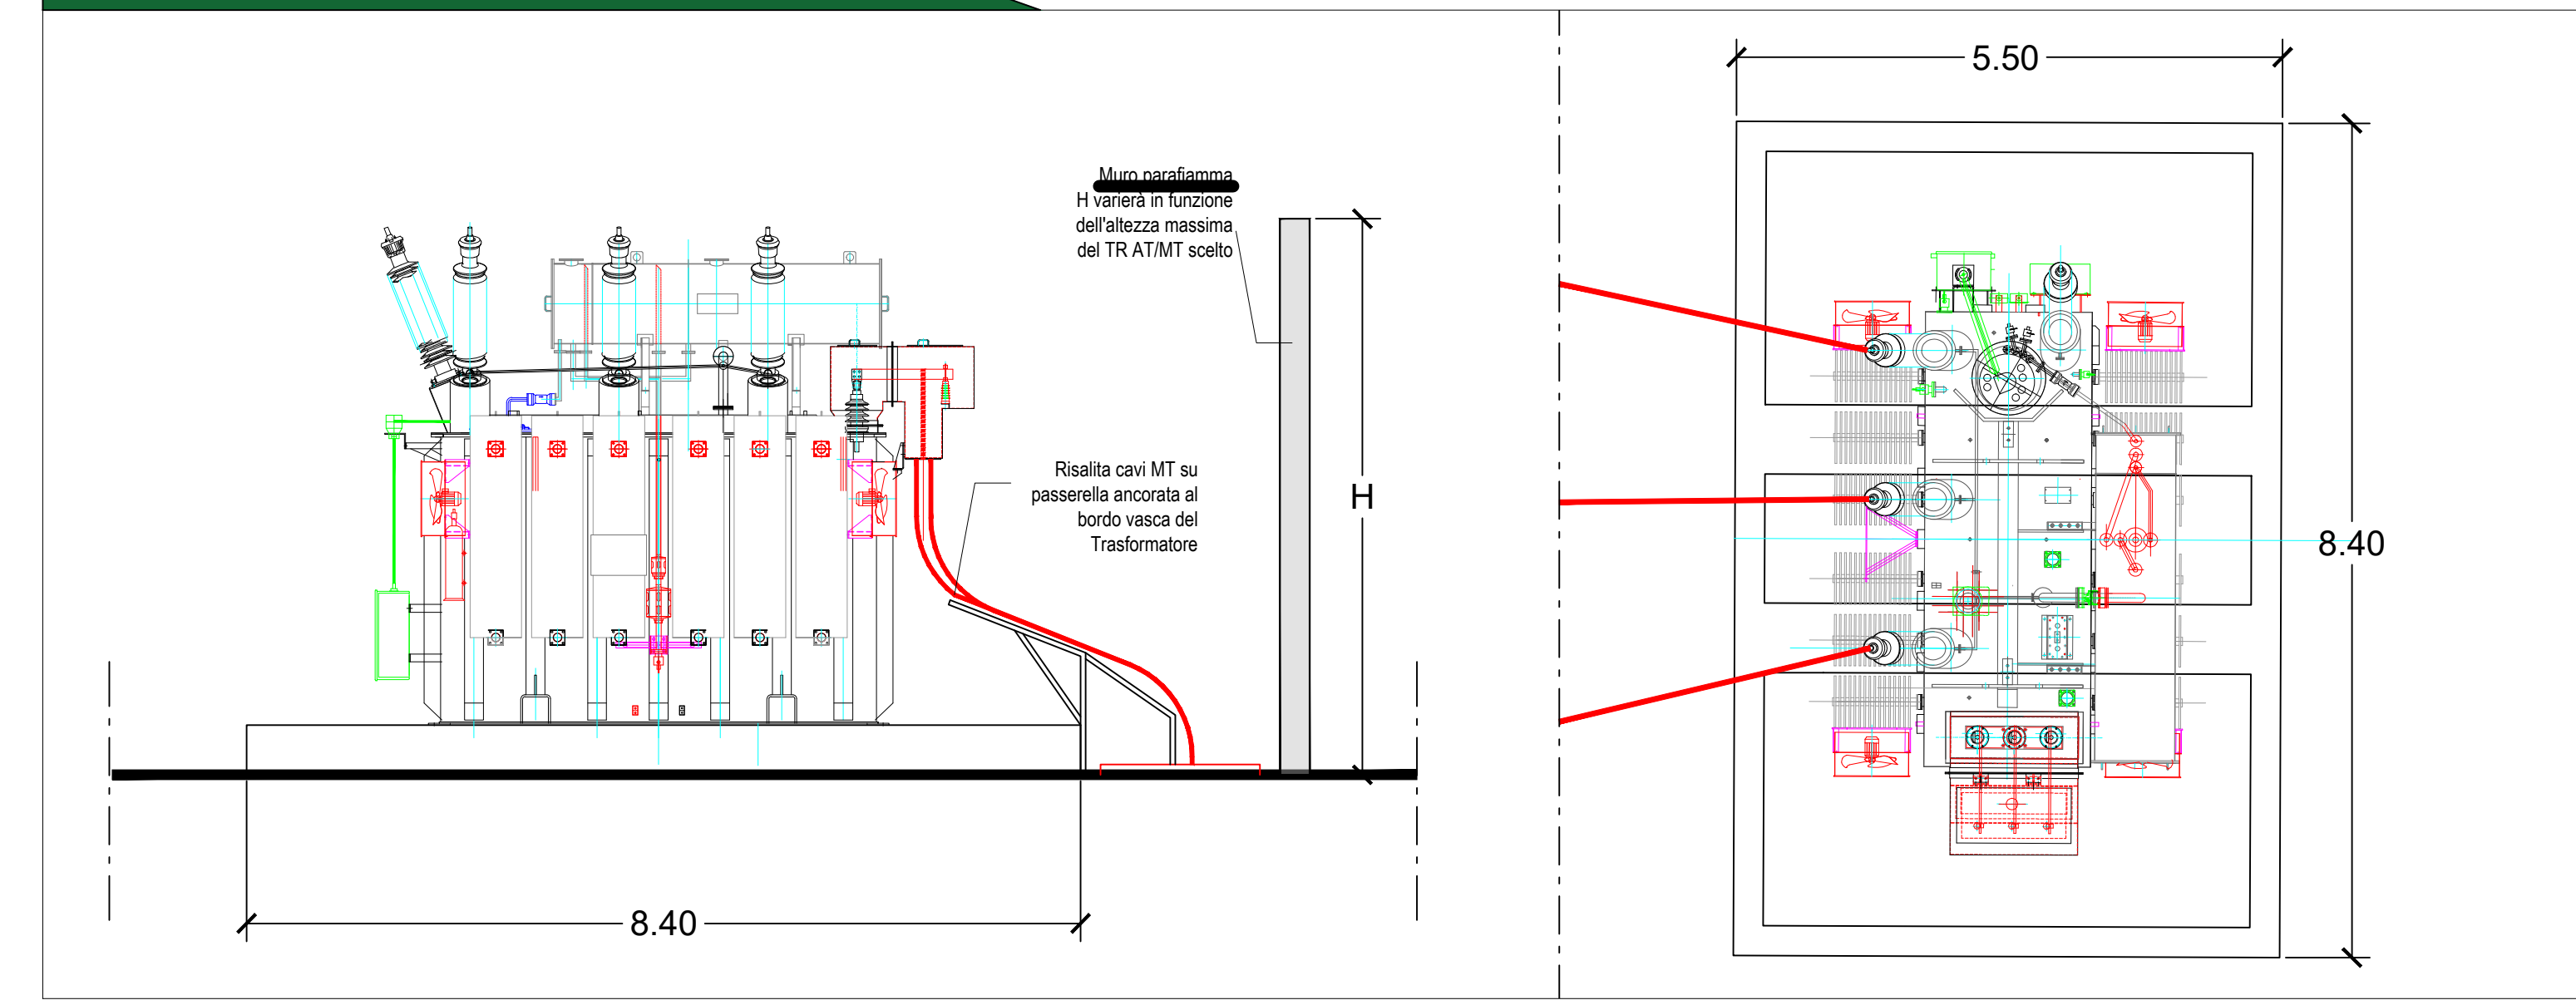 Muro parafiamma
H varierà in funzione
dell'altezza massima
del TR AT/MT scelto
Risalita cavi MT su
passerella ancorata al
bordo vasca del
Trasformatore
H
8.40
5.50
8.40